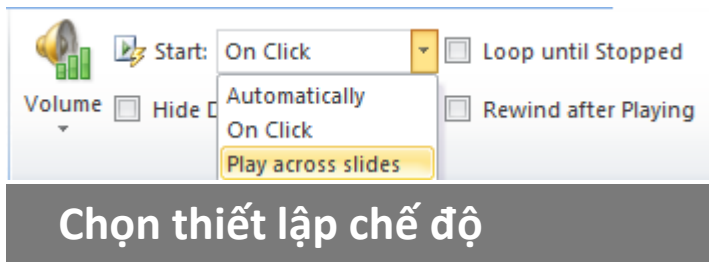 Start: On Click Loop until Stopped
Volume Hide Automatically Rewind after Playing
On Click
Play across slides
Chọn thiết lập chế độ